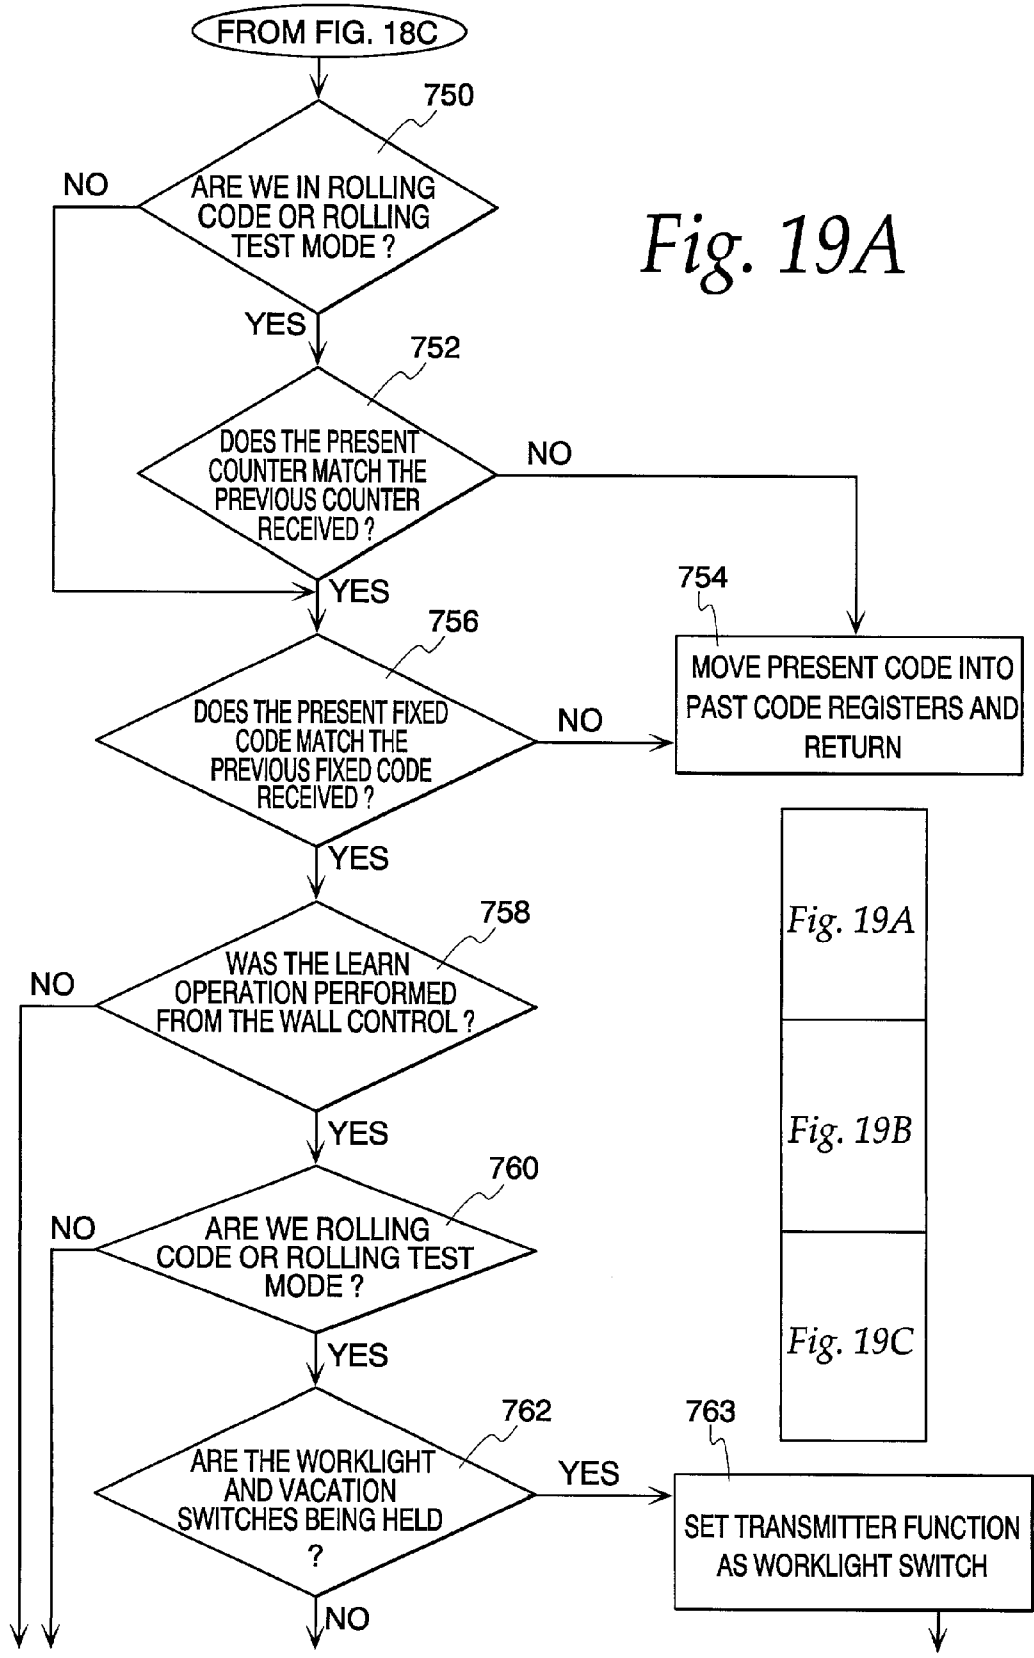 FROM FIG. 18C
750
NO
ARE WE IN ROLLING
CODE OR ROLLING
TEST MODE ?
Fig. 19A
YES
752
DOES THE PRESENT
COUNTER MATCH THE
PREVIOUS COUNTER
RECEIVED ?
NO
YES
754
MOVE PRESENT CODE INTO
PAST CODE REGISTERS AND
RETURN
756
DOES THE PRESENT FIXED
CODE MATCH THE
PREVIOUS FIXED CODE
RECEIVED ?
NO
YES
758
NO
WAS THE LEARN
OPERATION PERFORMED
FROM THE WALL CONTROL ?
YES
Fig. 19A
Fig. 19B
Fig. 19C
760
NO
ARE WE ROLLING
CODE OR ROLLING TEST
MODE ?
YES
762
ARE THE WORKLIGHT
AND VACATION
SWITCHES BEING HELD
?
YES
NO
763
SET TRANSMITTER FUNCTION
AS WORKLIGHT SWITCH